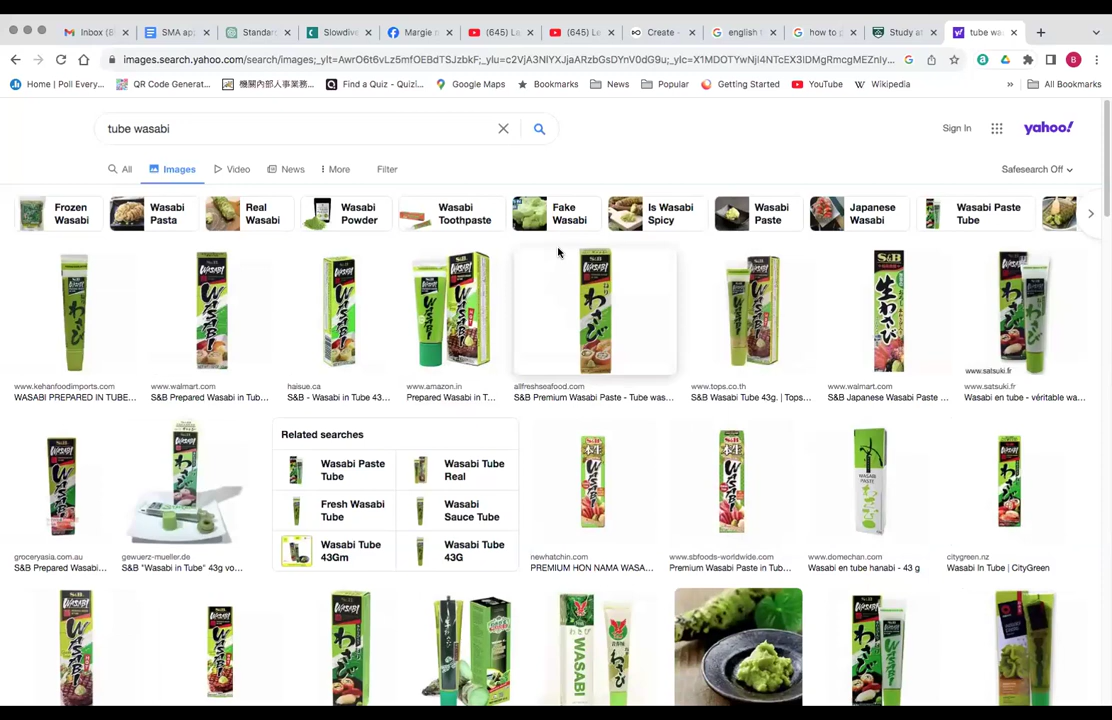 Inbox (8
SMA ap
Standard
Slowdive
Margie
(645) La
(645) Le
Create -
english t
how to p
Study at
tube wa
images.search.yahoo.com/search/images;_ylt=AwrO6t6vLz5mfOEBdTSJzbkF;_ylu=c2VjA3NlYXJjaARzbGsDYnV0dG9u;_ylc=X1MDOTYwNjI4NTcEX3IDMgRmcgMEZnIy...
Home | Poll Every...
QR Code Generat...
機關內部人事業務...
Find a Quiz - Quizi...
Google Maps
Bookmarks
News
Popular
Getting Started
YouTube
Wikipedia
»
All Bookmarks
tube wasabi
Sign In
yahoo!
All
Images
Video
News
More
Filter
Safesearch Off
Frozen Wasabi
Wasabi Pasta
Real Wasabi
Wasabi Powder
Wasabi Toothpaste
Fake Wasabi
Is Wasabi Spicy
Wasabi Paste
Japanese Wasabi
Wasabi Paste Tube
www.kehanfoodimports.com
WASABI PREPARED IN TUBE...
www.walmart.com
S&B Prepared Wasabi in Tub...
haisue.ca
S&B - Wasabi in Tube 43...
www.amazon.in
Prepared Wasabi in T...
allfreshseafood.com
S&B Premium Wasabi Paste - Tube was...
www.tops.co.th
S&B Wasabi Tube 43g. | Tops...
www.walmart.com
S&B Japanese Wasabi Paste ...
www.satsuki.fr
www.satsuki.fr
Wasabi en tube - véritable wa...
Related searches
Wasabi Paste Tube
Wasabi Tube Real
Fresh Wasabi Tube
Wasabi Sauce Tube
Wasabi Tube 43Gm
Wasabi Tube 43G
groceryasia.com.au
S&B Prepared Wasabi...
gewuerz-mueller.de
S&B "Wasabi in Tube" 43g vo...
newhatchin.com
PREMIUM HON NAMA WASA...
www.sbfoods-worldwide.com
Premium Wasabi Paste in Tub...
www.domechan.com
Wasabi en tube hanabi - 43 g
citygreen.nz
Wasabi In Tube | CityGreen